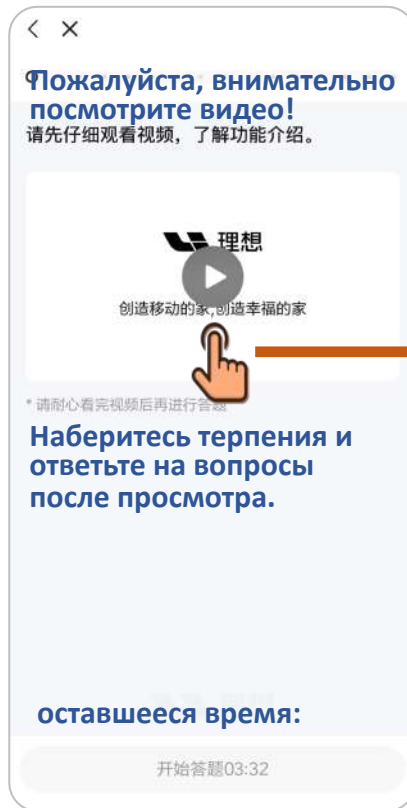 Пожалуйста, внимательно
посмотрите видео!
请先仔细观看视频，了解功能介绍。
理想
创造移动的家,创造幸福的家
* 请耐心看完视频后再进行答题
Наберитесь терпения и
ответьте на вопросы
после просмотра.
оставшееся время:
开始答题03:32